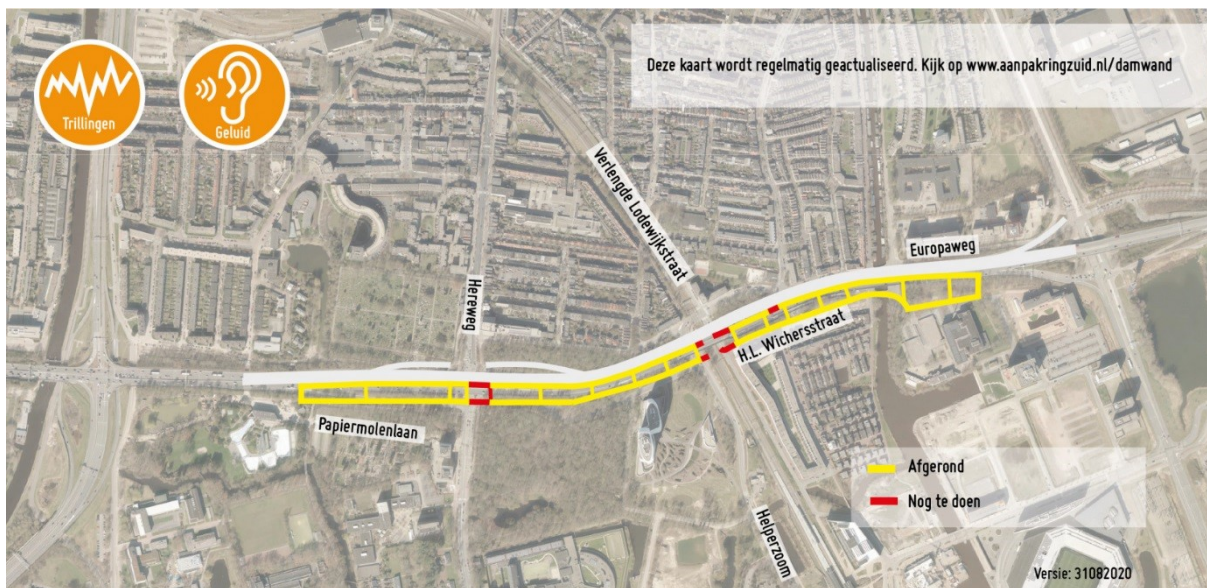 Trillingen
Geluid
Deze kaart wordt regelmatig geactualiseerd. Kijk op www.aanpakringzuid.nl/damwand
Verlengde Lodewijkstraat
Europaweg
Hereweg
H.L. Wichersstraat
Papiermolenlaan
Afgerond
Nog te doen
Helperzoom
Versie: 31082020